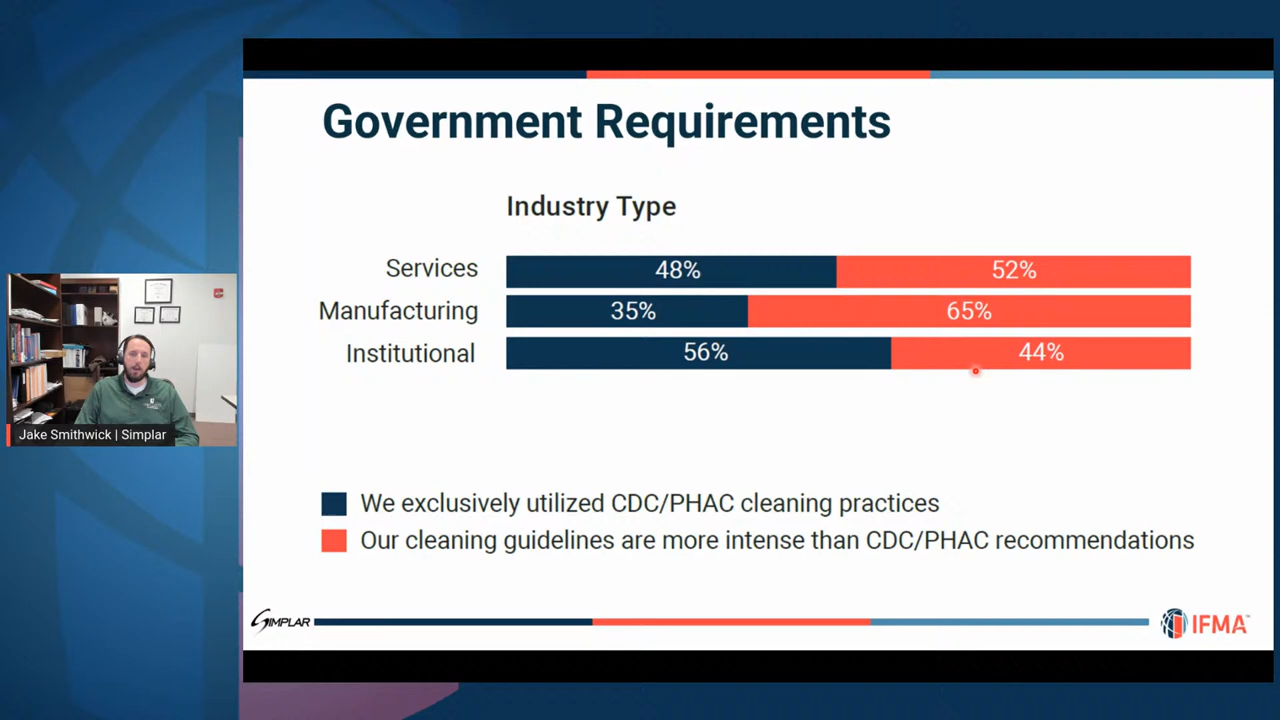 Government Requirements
Industry Type
Services 48% 52%
Manufacturing 35% 65%
Institutional 56% 44%
We exclusively utilized CDC/PHAC cleaning practices
Our cleaning guidelines are more intense than CDC/PHAC recommendations
Jake Smithwick | Simplar
SIMPLAR
IFMA™